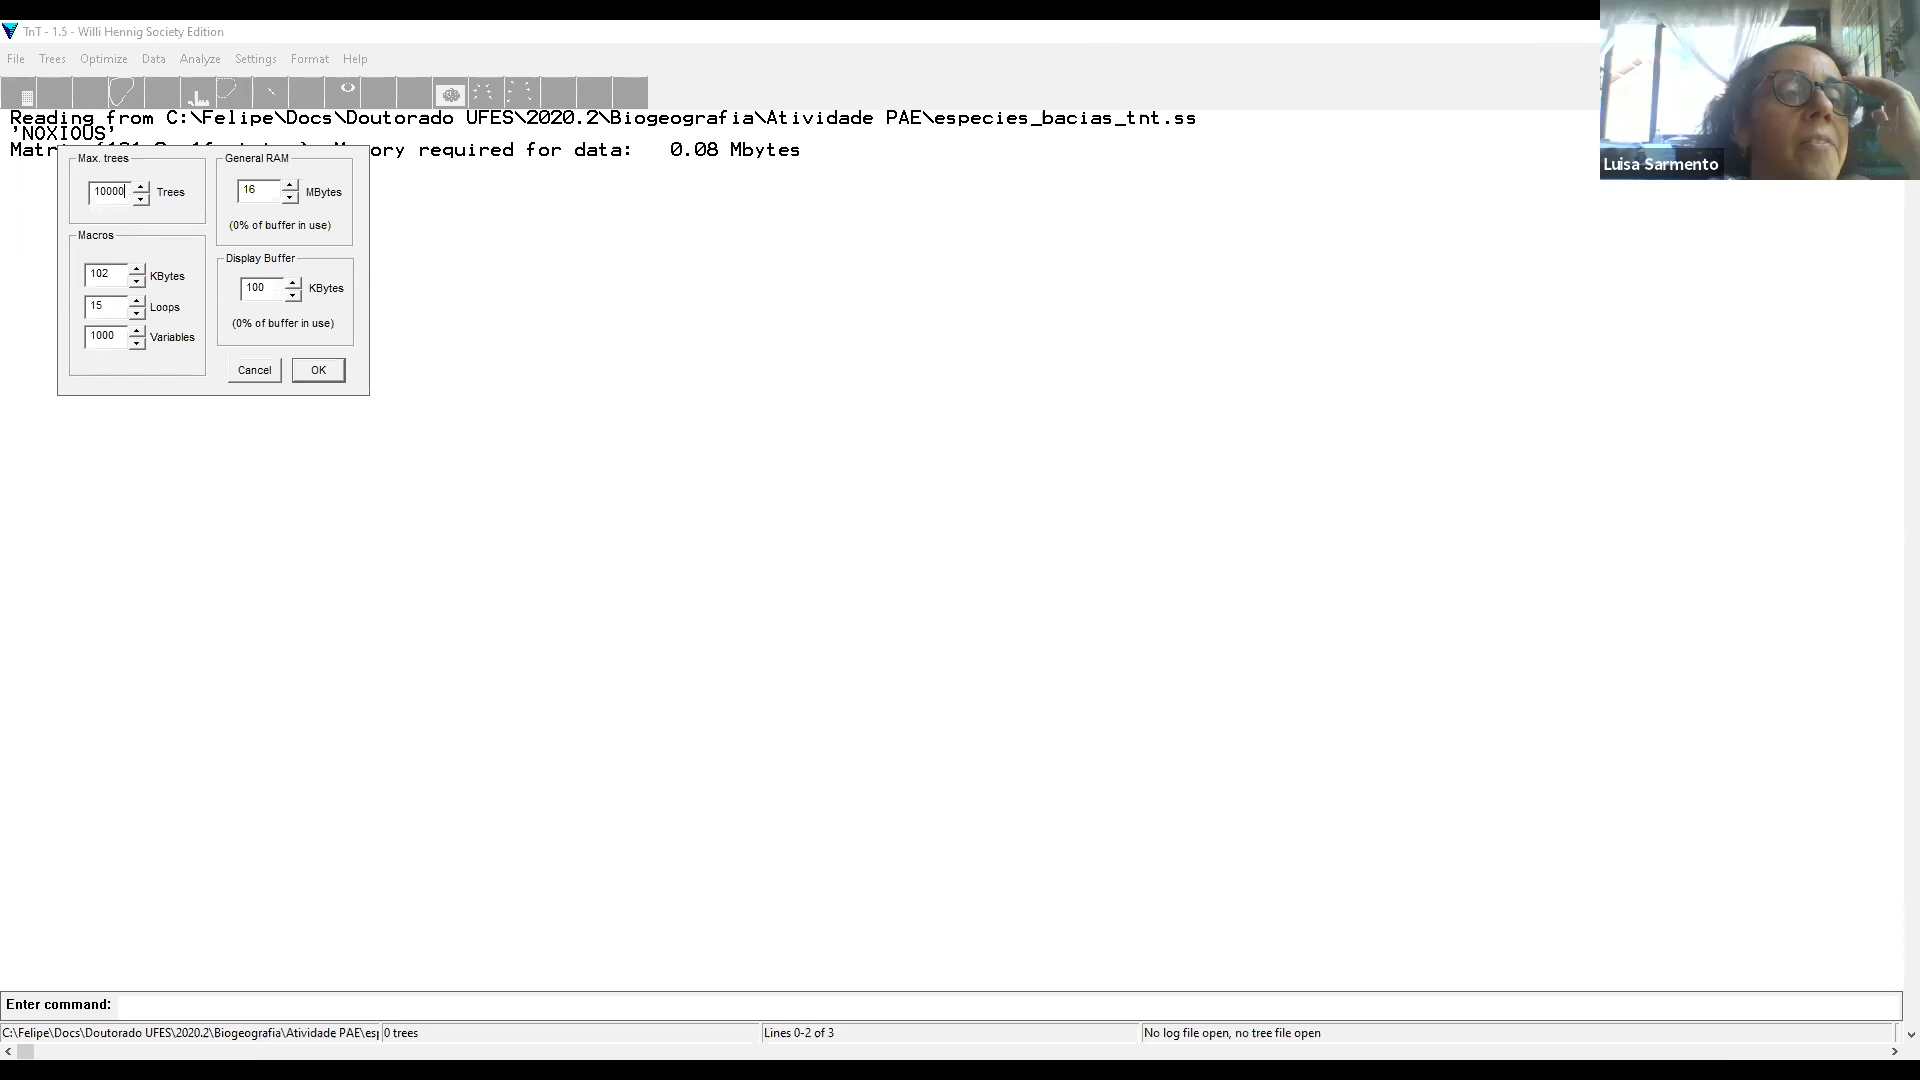 TnT - 1.5 - Willi Hennig Society Edition
File Trees Optimize Data Analyze Settings Format Help
Reading from C:\Felipe\Docs\Doutorado UFES\2020.2\Biogeografia\Atividade PAE\especies_bacias_tnt.ss
'NOXIOUS'
Matr ory required for data: 0.08 Mbytes
Max. trees
10000 Trees
General RAM
16 MBytes
(0% of buffer in use)
Macros
102 KBytes
15 Loops
1000 Variables
Display Buffer
100 KBytes
(0% of buffer in use)
Cancel OK
Luisa Sarmento
Enter command:
C:\Felipe\Docs\Doutorado UFES\2020.2\Biogeografia\Atividade PAE\esp 0 trees Lines 0-2 of 3 No log file open, no tree file open